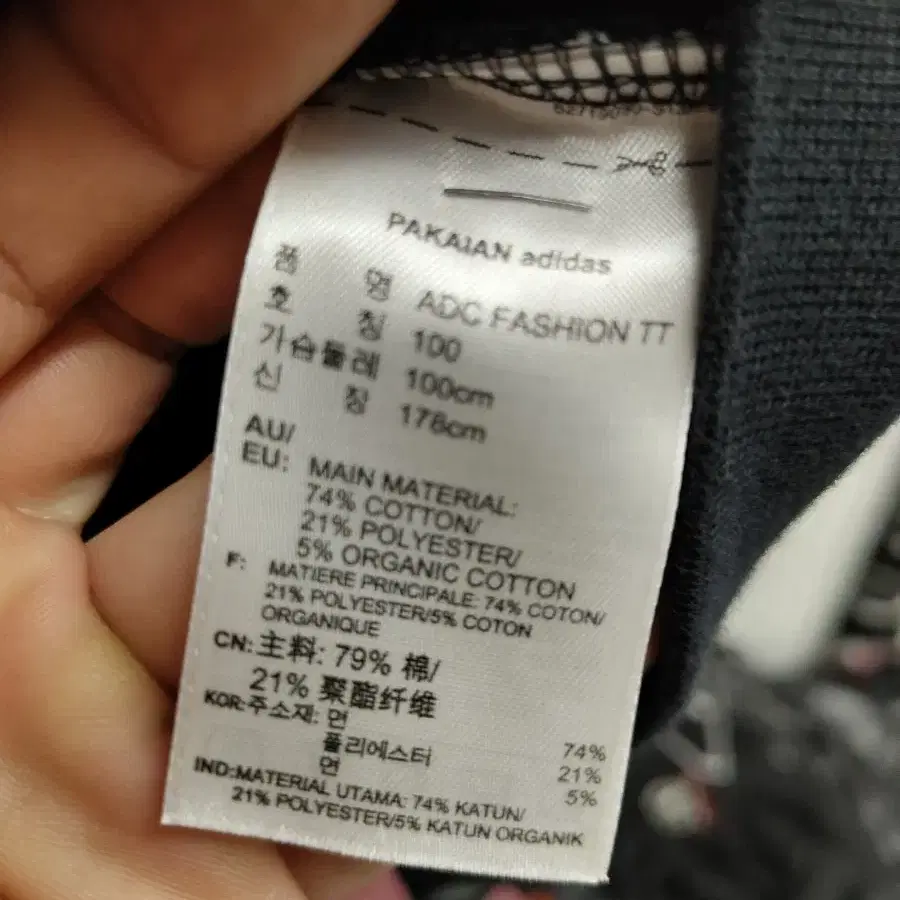 PAKAIAN adidas
품 명 ADC FASHION TT
호 칭 100
가슴둘레 100cm
신 장 178cm
AU/
EU: MAIN MATERIAL:
74% COTTON/
21% POLYESTER/
5% ORGANIC COTTON
F: MATIERE PRINCIPALE: 74% COTON/
21% POLYESTER/5% COTON
ORGANIQUE
CN: 主料: 79% 棉/
21% 聚酯纤维
KOR:주소재: 면 74%
폴리에스터 21%
면 5%
IND:MATERIAL UTAMA: 74% KATUN/
21% POLYESTER/5% KATUN ORGANIK